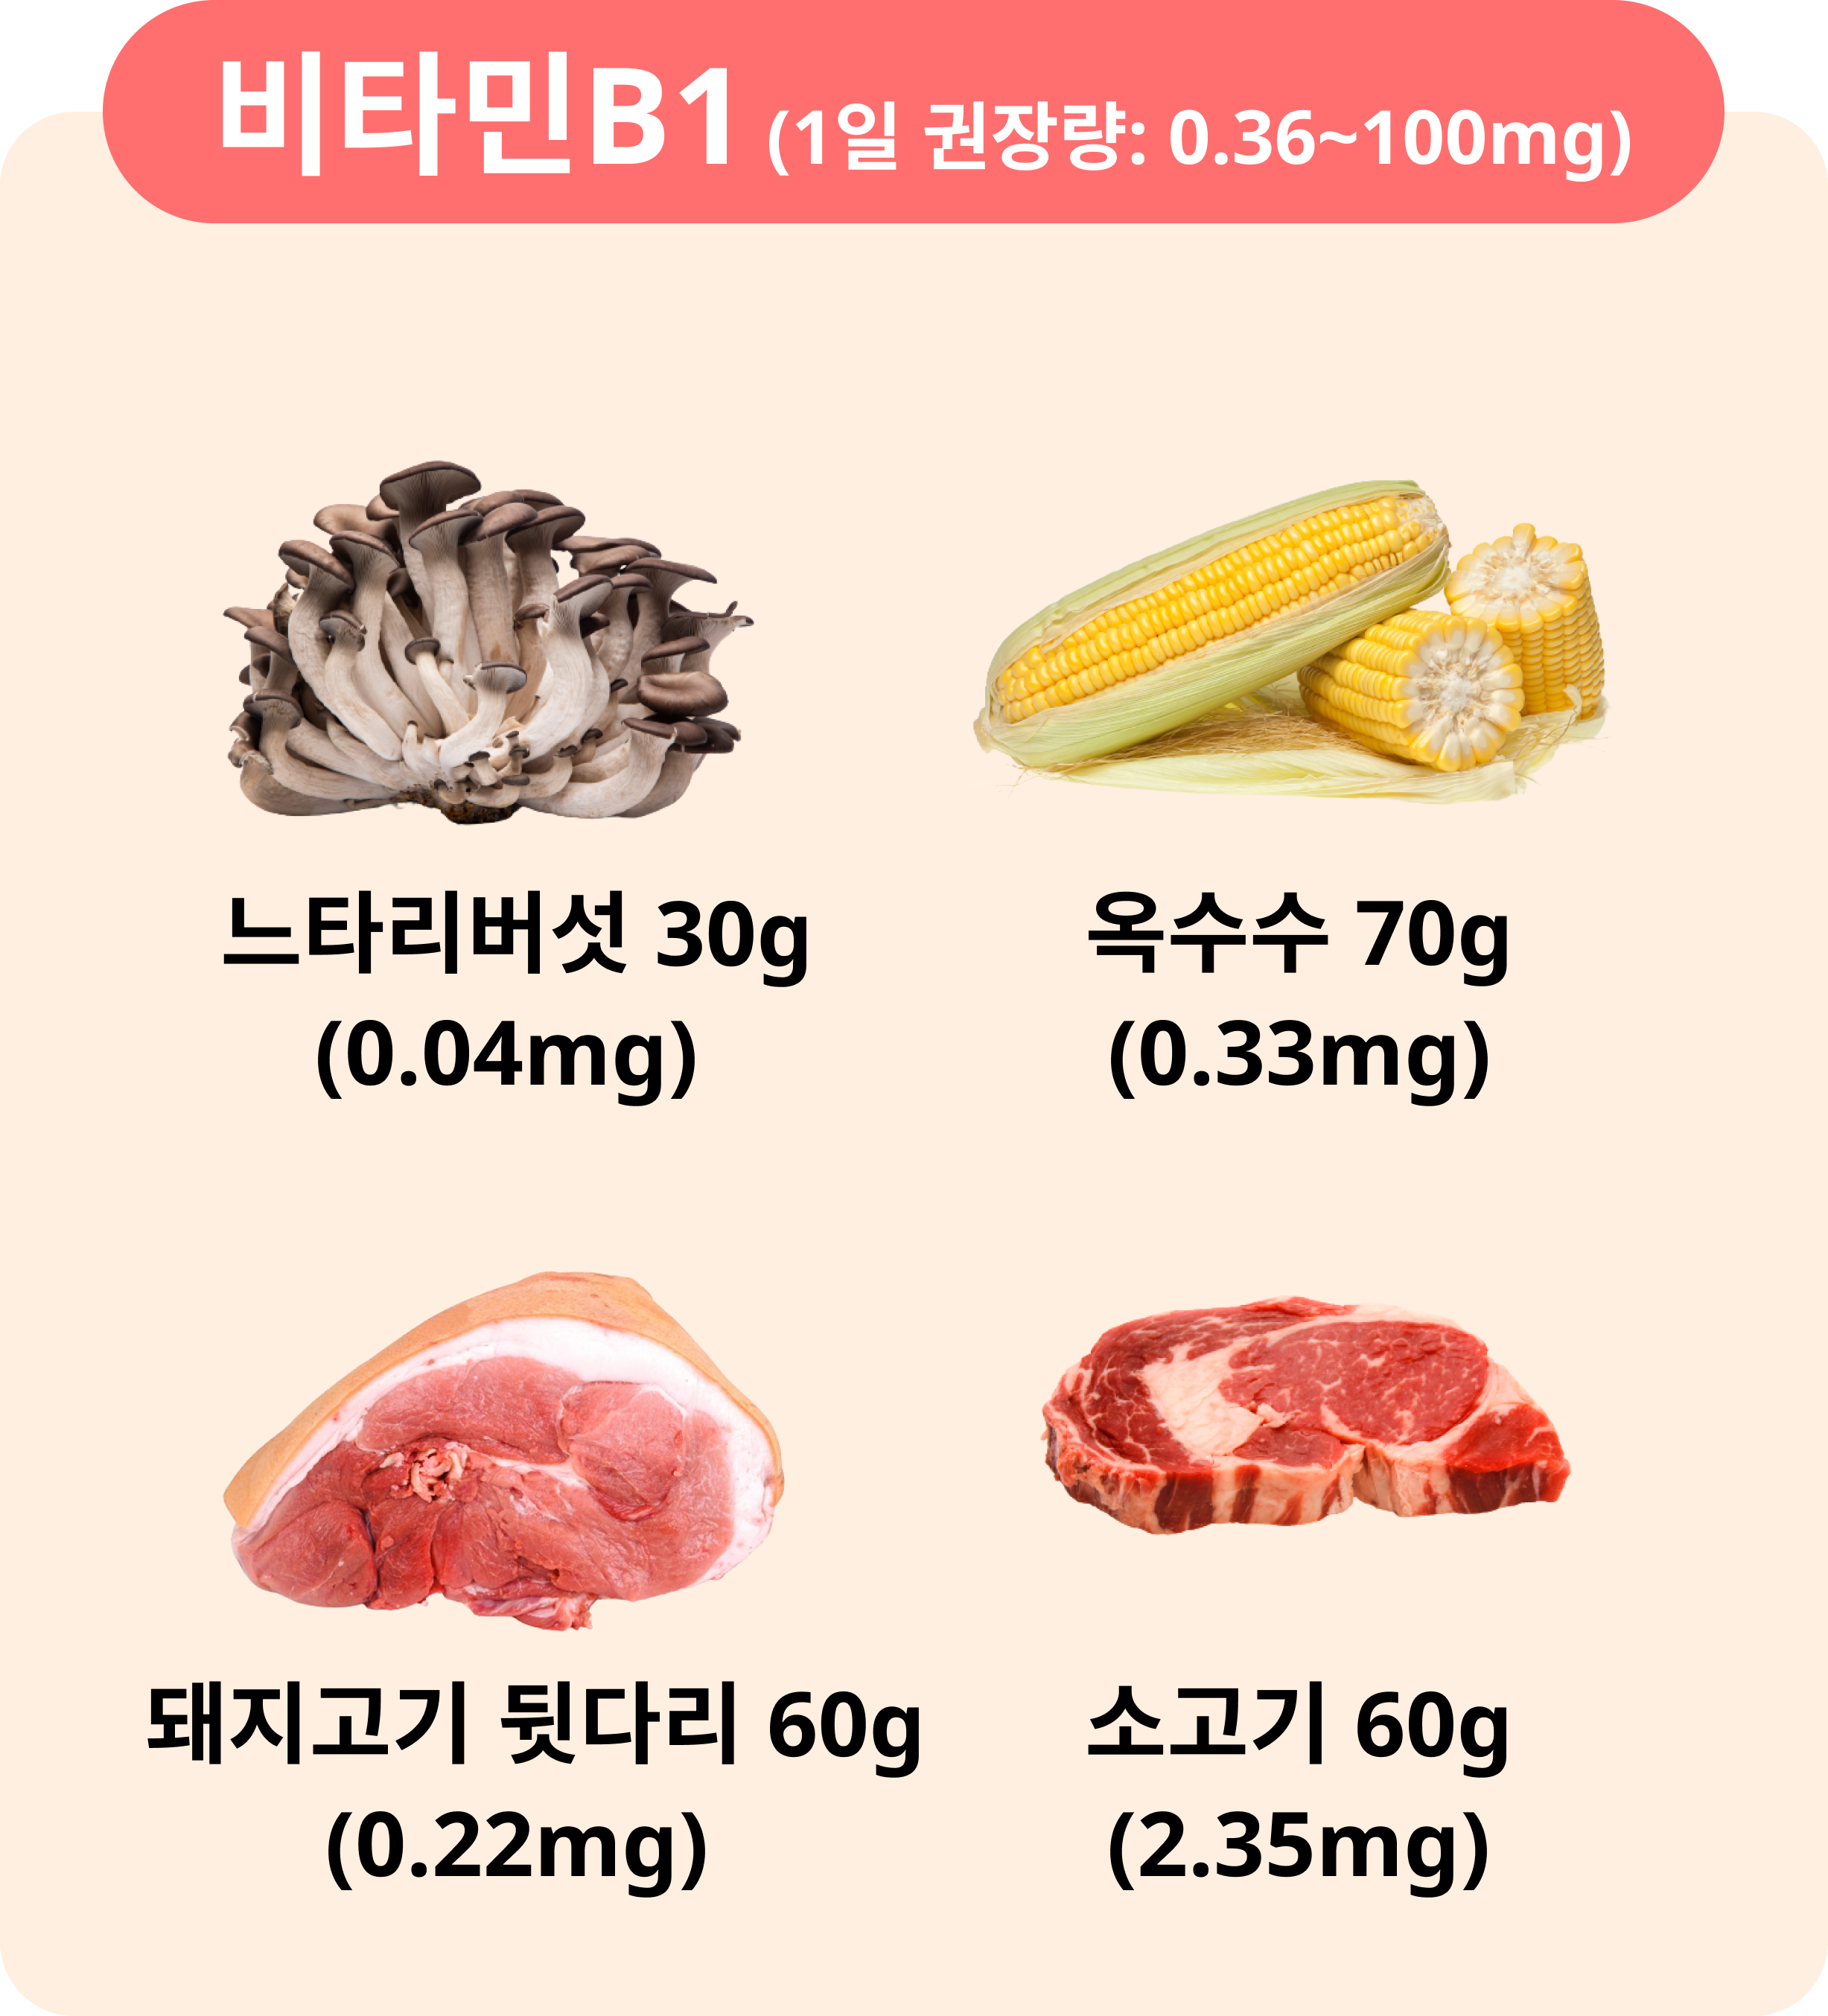 비타민B1 (1일 권장량: 0.36~100mg)
느타리버섯 30g
(0.04mg)
옥수수 70g
(0.33mg)
돼지고기 뒷다리 60g
(0.22mg)
소고기 60g
(2.35mg)